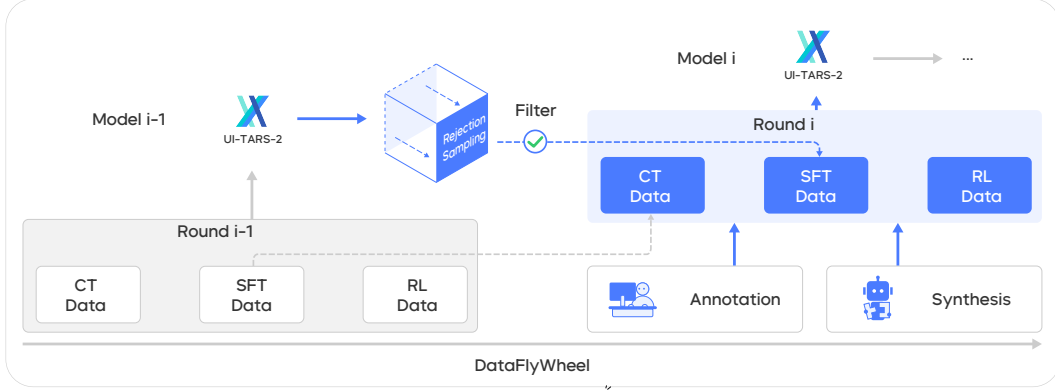 Model i-1
UI-TARS-2
Rejection
Sampling
Filter
Model i
UI-TARS-2
...
Round i
CT
Data
SFT
Data
RL
Data
Round i-1
CT
Data
SFT
Data
RL
Data
Annotation
Synthesis
DataFlyWheel